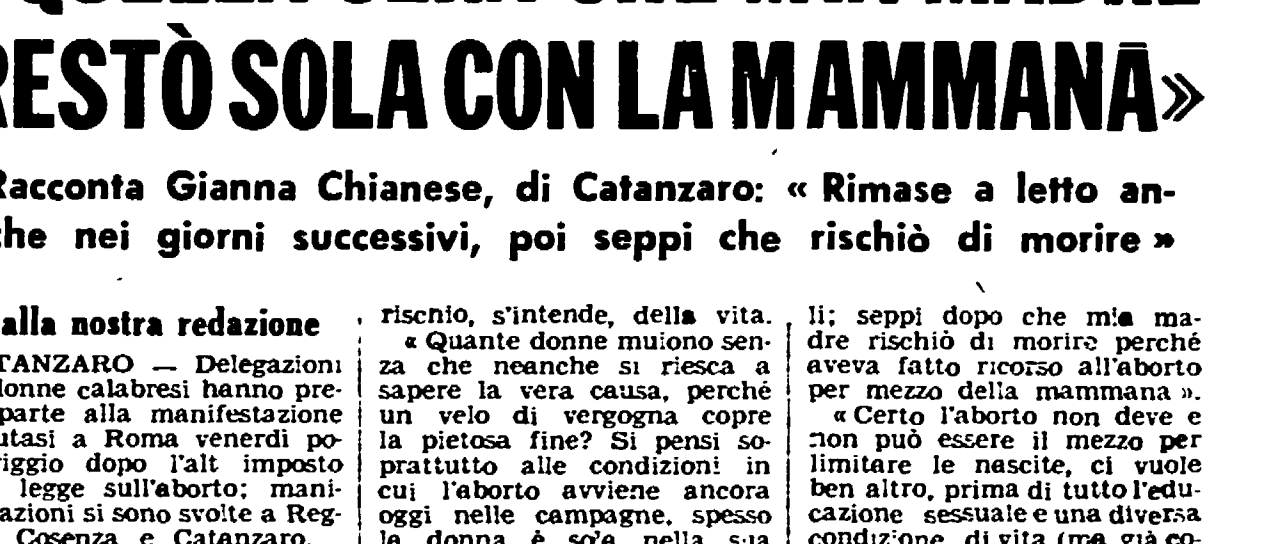 RESTÒ SOLA CON LA MAMMANA»
Racconta Gianna Chianese, di Catanzaro: « Rimase a letto an-
che nei giorni successivi, poi seppi che rischiò di morire »
alla nostra redazione
TANZARO — Delegazioni
donne calabresi hanno pre-
parte alla manifestazione
utasi a Roma venerdì po-
riggio dopo l'alt imposto
legge sull'aborto; mani-
azioni si sono svolte a Reg-
Cosenza e Catanzaro.
rischio, s'intende, della vita.
« Quante donne muiono sen-
za che neanche si riesca a
sapere la vera causa, perché
un velo di vergogna copre
la pietosa fine? Si pensi so-
prattutto alle condizioni in
cui l'aborto avviene ancora
oggi nelle campagne, spesso
la donna è sola nella sua
li; seppi dopo che mia ma-
dre rischiò di morire perché
aveva fatto ricorso all'aborto
per mezzo della mammana ».
« Certo l'aborto non deve e
non può essere il mezzo per
limitare le nascite, ci vuole
ben altro, prima di tutto l'edu-
cazione sessuale e una diversa
condizione di vita (ma già co-